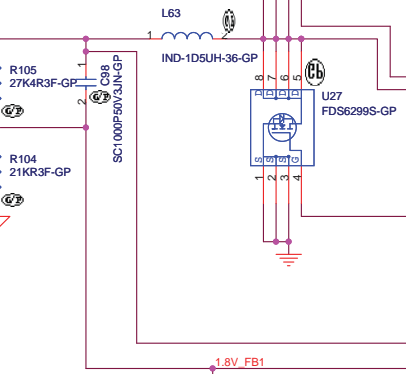 L63
1
2
IND-1D5UH-36-GP
R105
27K4R3F-GP
1
2
C98
SC1000P50V3JN-GP
G/P
G/P
8
7
6
5
D
D
D
D
U27
FDS6299S-GP
S
S
S
G
1
2
3
4
R104
21KR3F-GP
G/P
1.8V_FB1